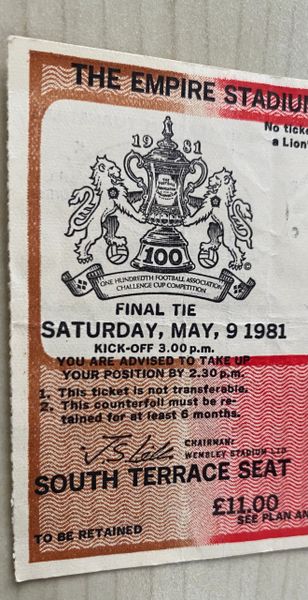 THE EMPIRE STADIUM
No ticke
a Lion'
1981
100
ONE HUNDREDTH FOOTBALL ASSOCIATION
CHALLENGE CUP COMPETITION
©
FINAL TIE
SATURDAY, MAY, 9 1981
KICK-OFF 3.00 p.m.
YOU ARE ADVISED TO TAKE UP
YOUR POSITION BY 2.30 p.m.
1. This ticket is not transferable.
2. This counterfoil must be re-
tained for at least 6 months.
CHAIRMAN:
WEMBLEY STADIUM LTD
SOUTH TERRACE SEAT
£11.00
SEE PLAN AN
TO BE RETAINED